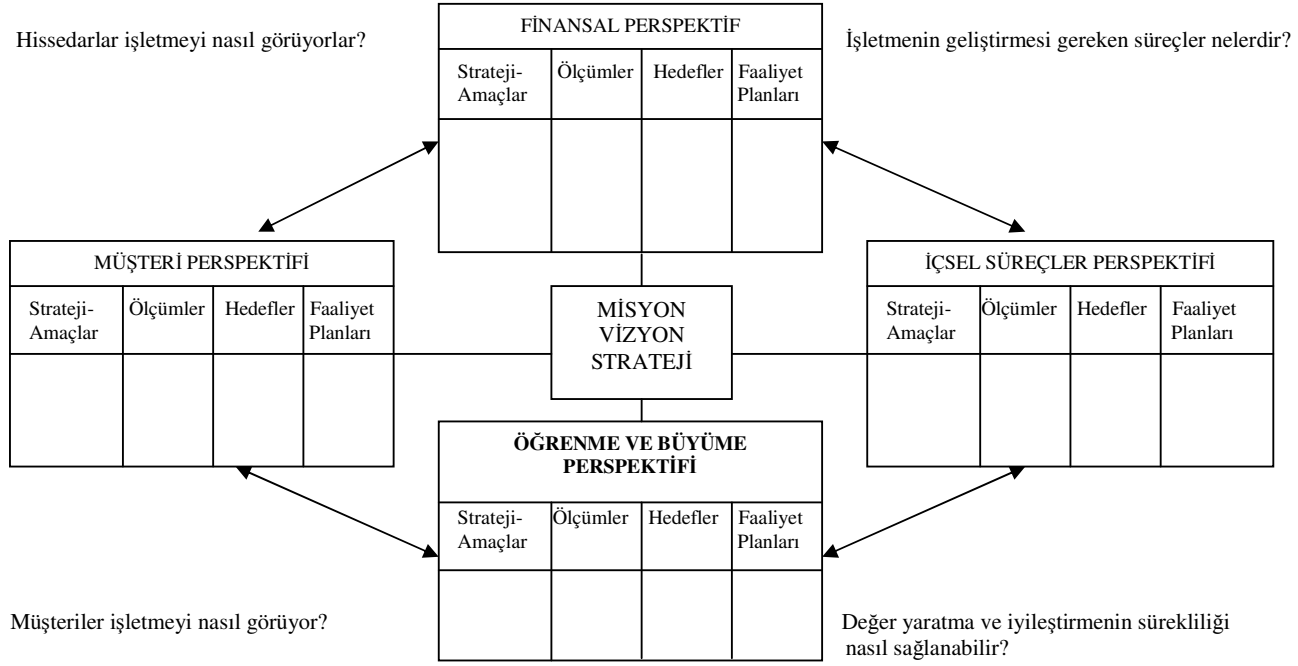 Hissedarlar işletmeyi nasıl görüyorlar?
FİNANSAL PERSPEKTİF
İşletmenin geliştirmesi gereken süreçler nelerdir?
Strateji-
Amaçlar
Ölçümler
Hedefler
Faaliyet
Planları
MÜŞTERİ PERSPEKTİFİ
Strateji-
Amaçlar
Ölçümler
Hedefler
Faaliyet
Planları
MİSYON
VİZYON
STRATEJİ
İÇSEL SÜREÇLER PERSPEKTİFİ
Strateji-
Amaçlar
Ölçümler
Hedefler
Faaliyet
Planları
ÖĞRENME VE BÜYÜME
PERSPEKTİFİ
Strateji-
Amaçlar
Ölçümler
Hedefler
Faaliyet
Planları
Müşteriler işletmeyi nasıl görüyor?
Değer yaratma ve iyileştirmenin sürekliliği
nasıl sağlanabilir?